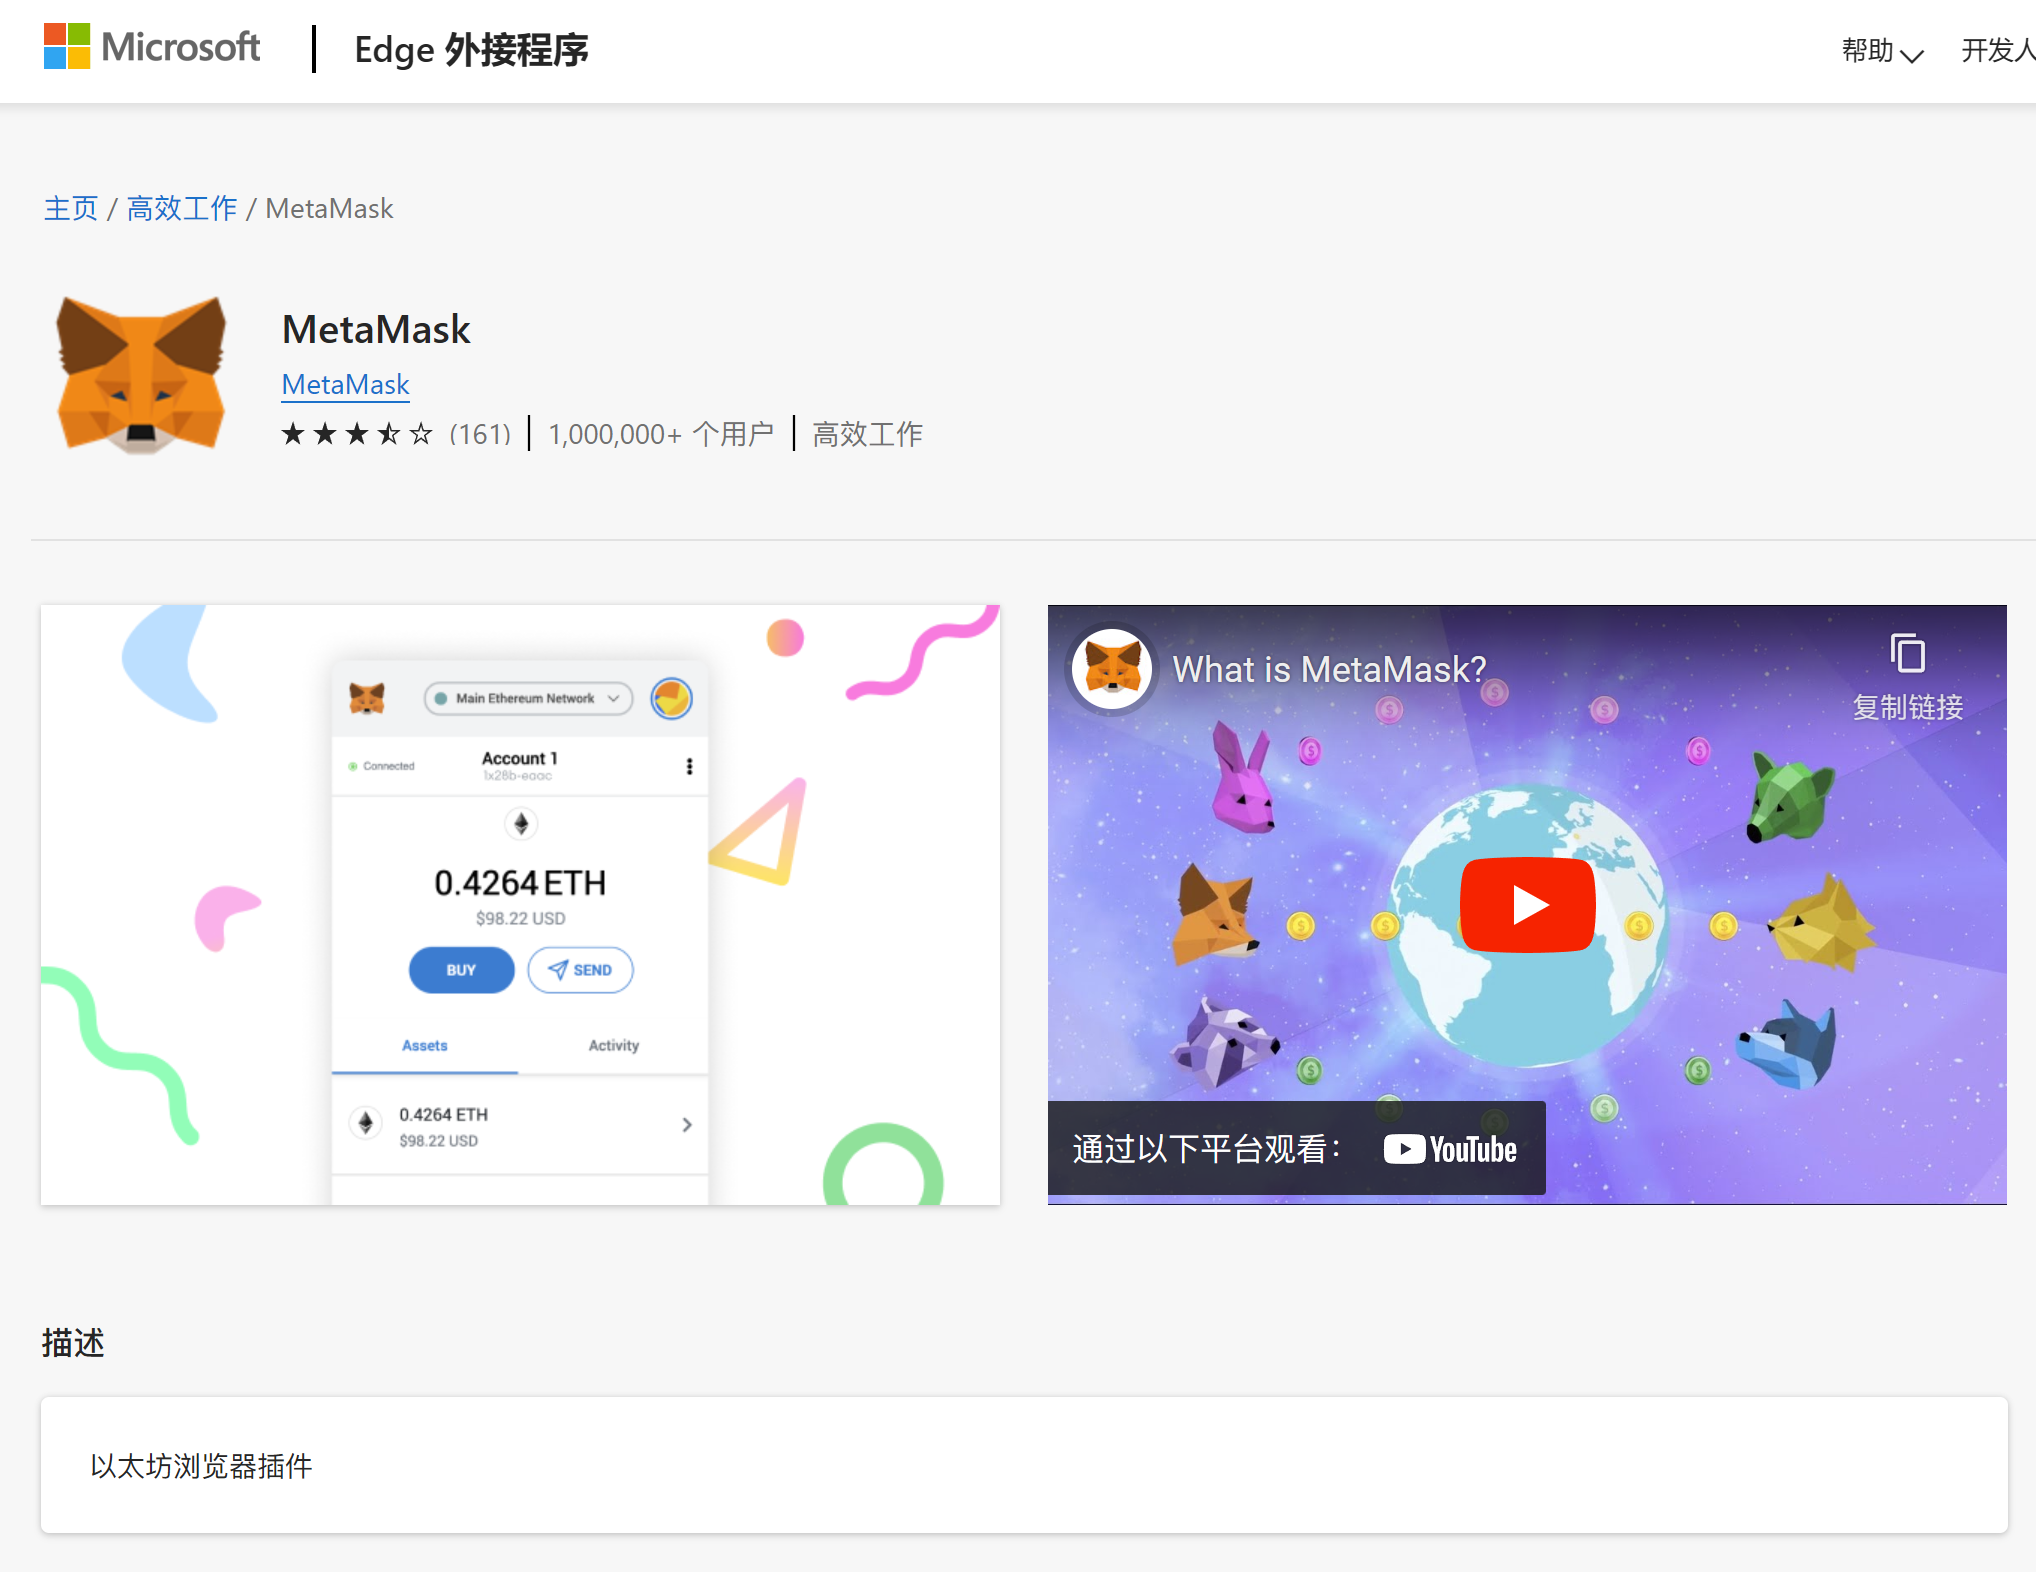 Microsoft
Edge 外接程序
帮助
开发人
主页 / 高效工作 / MetaMask
MetaMask
MetaMask
(161)
1,000,000+ 个用户
高效工作
Main Ethereum Network
Connected
Account 1
1x28b-eaac
0.4264 ETH
$98.22 USD
BUY
SEND
Assets
Activity
0.4264 ETH
$98.22 USD
What is MetaMask?
复制链接
通过以下平台观看：
YouTube
描述
以太坊浏览器插件